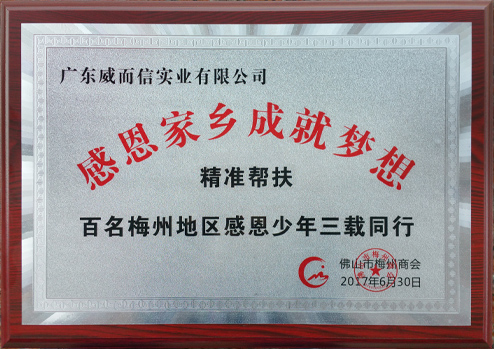 广东威而信实业有限公司
感恩家乡成就梦想
精准帮扶
百名梅州地区感恩少年三载同行
佛山市梅州商会
2017年6月30日